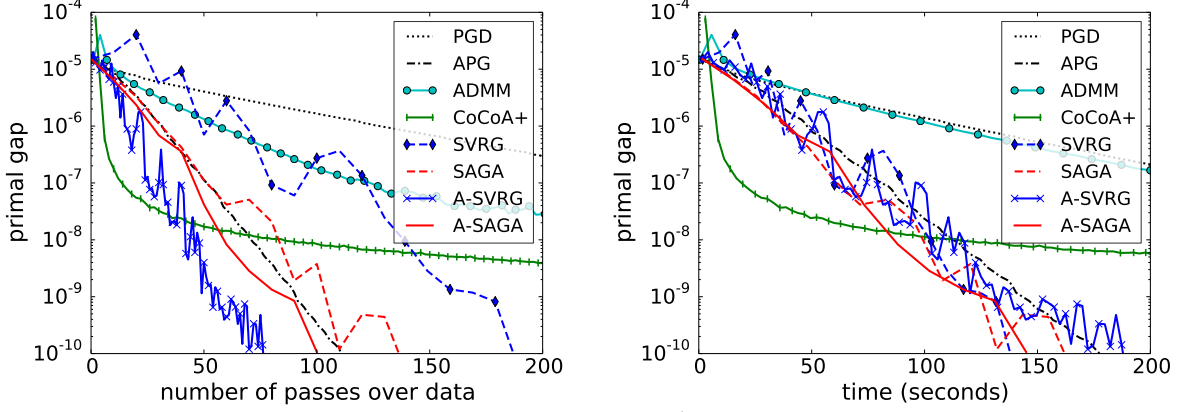 10^-4
10^-5
10^-6
10^-7
10^-8
10^-9
10^-10
primal gap
0 50 100 150 200
number of passes over data
PGD
APG
ADMM
CoCoA+
SVRG
SAGA
A-SVRG
A-SAGA
10^-4
10^-5
10^-6
10^-7
10^-8
10^-9
10^-10
primal gap
0 50 100 150 200
time (seconds)
PGD
APG
ADMM
CoCoA+
SVRG
SAGA
A-SVRG
A-SAGA